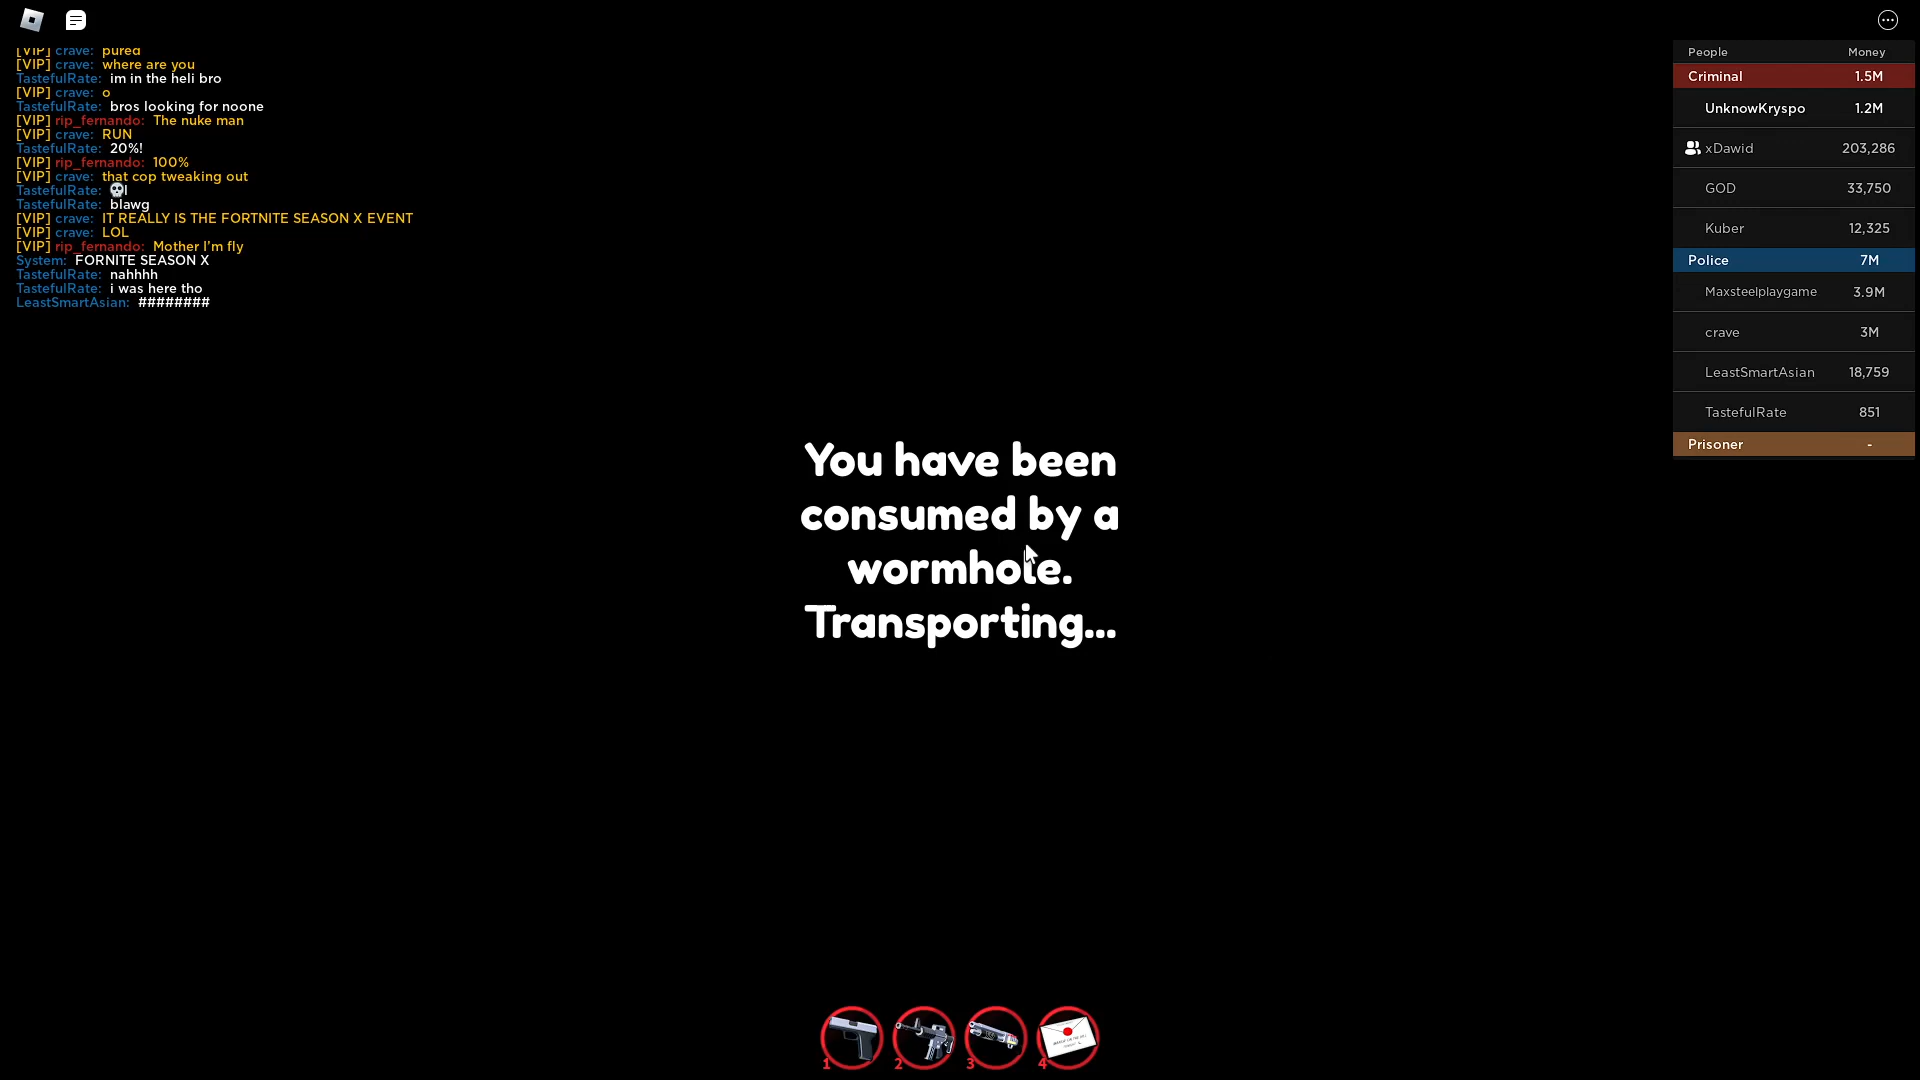 [VIP] crave: pured
[VIP] crave: where are you
TastefulRate: im in the heli bro
[VIP] crave: o
TastefulRate: bros looking for noone
[VIP] rip_fernando: The nuke man
[VIP] crave: RUN
TastefulRate: 20%!
[VIP] rip_fernando: 100%
[VIP] crave: that cop tweaking out
TastefulRate: 💀I
TastefulRate: blawg
[VIP] crave: IT REALLY IS THE FORTNITE SEASON X EVENT
[VIP] crave: LOL
[VIP] rip_fernando: Mother I'm fly
System: FORNITE SEASON X
TastefulRate: nahhhh
TastefulRate: i was here tho
LeastSmartAsian: ########
People Money
Criminal 1.5M
UnknowKryspo 1.2M
xDawid 203,286
GOD 33,750
Kuber 12,325
Police 7M
Maxsteelplaygame 3.9M
crave 3M
LeastSmartAsian 18,759
TastefulRate 851
Prisoner -
You have been
consumed by a
wormhole.
Transporting...
1 2 3 4